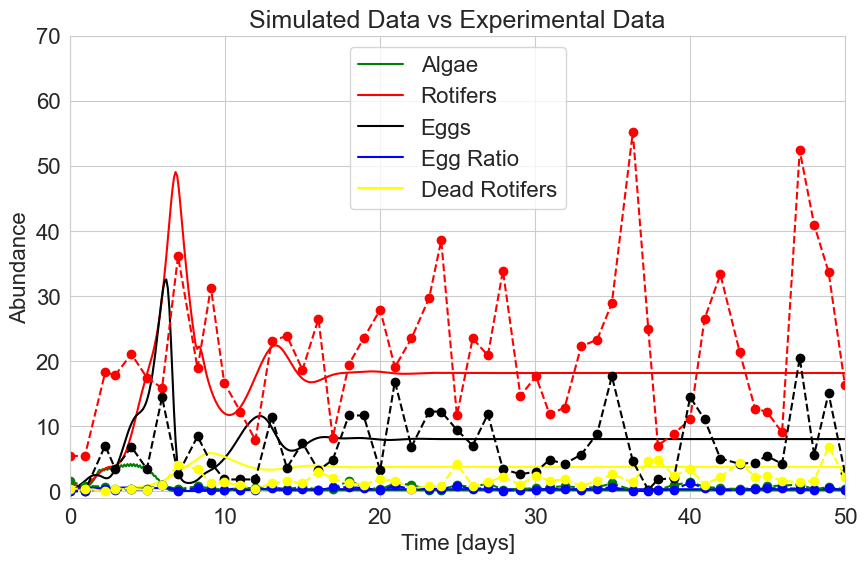 Simulated Data vs Experimental Data
Algae
Rotifers
Eggs
Egg Ratio
Dead Rotifers
Abundance
70
60
50
40
30
20
10
0
0 10 20 30 40 50
Time [days]